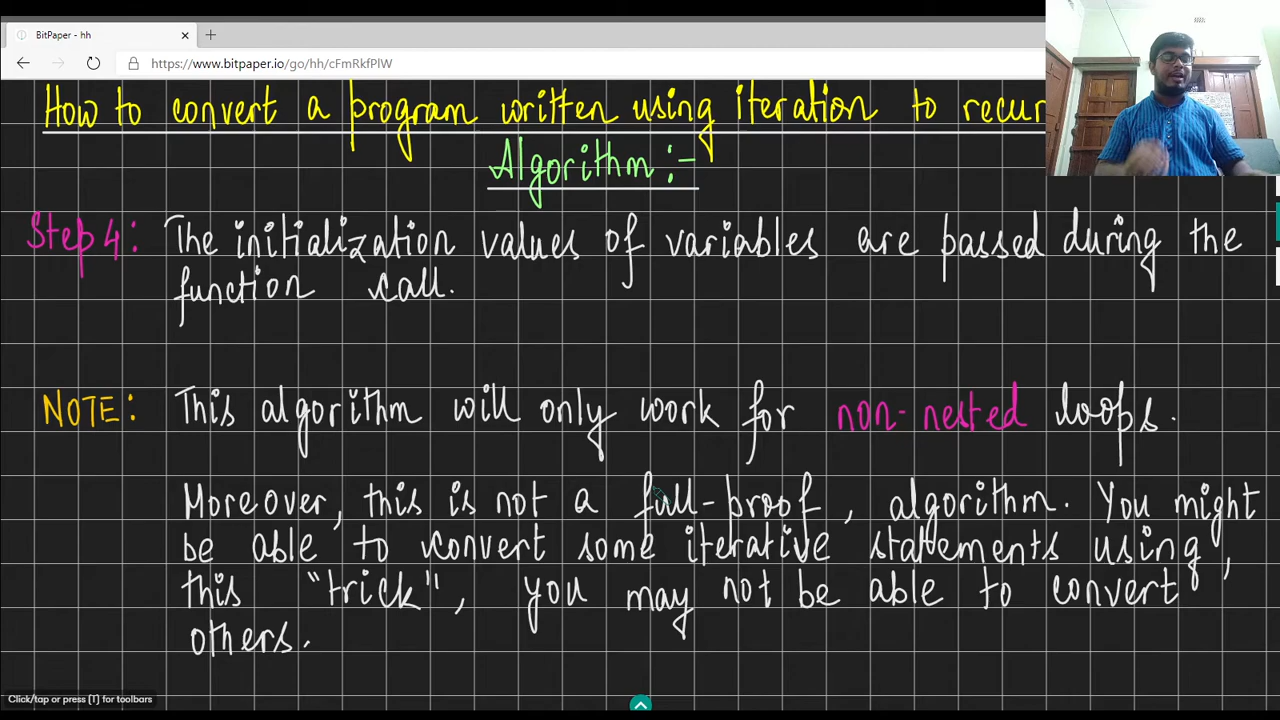 BitPaper - hh
https://www.bitpaper.io/go/hh/cFmRkfPlW
How to convert a program written using iteration to recur
Algorithm :-
Step 4: The initialization values of variables are passed during the
function call.
NOTE: This algorithm will only work for non-nested loops.
Moreover, this is not a full-proof, algorithm. You might
be able to convert some iterative statements using,
this "trick", you may not be able to convert
others.
Click/tap or press (1) for toolbars